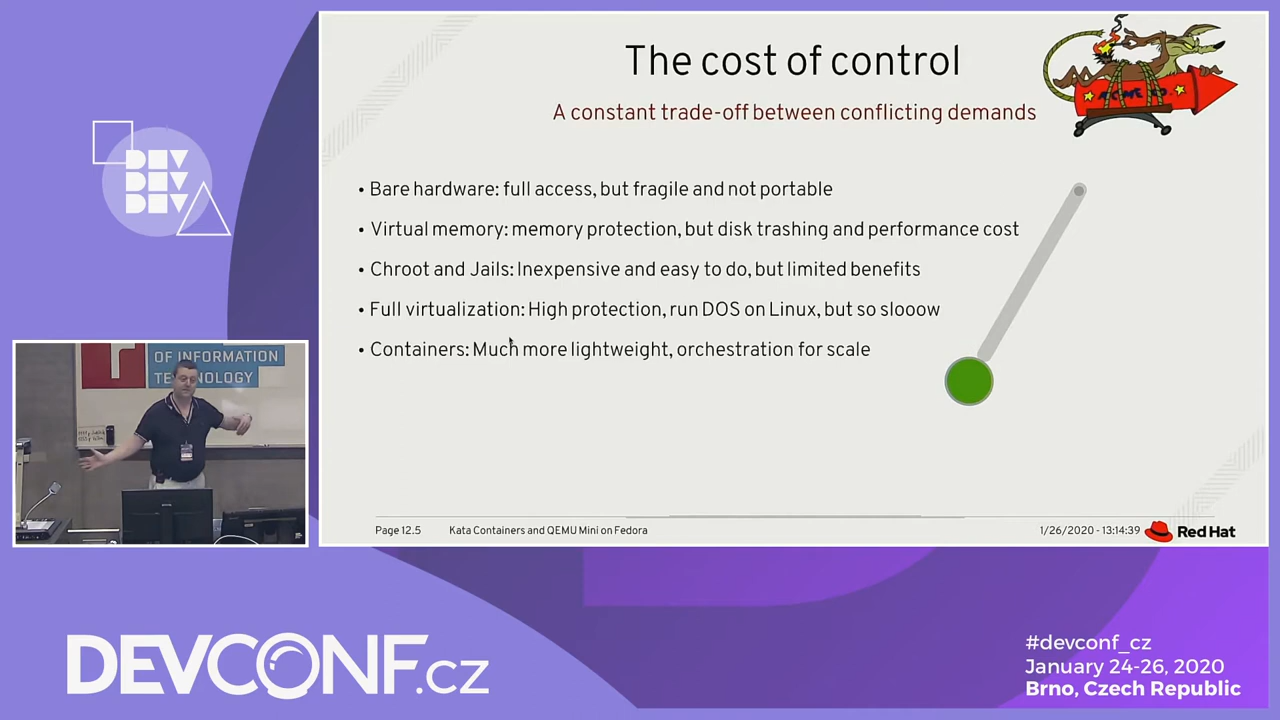 The cost of control
A constant trade-off between conflicting demands
ACME CO.
• Bare hardware: full access, but fragile and not portable
• Virtual memory: memory protection, but disk trashing and performance cost
• Chroot and Jails: Inexpensive and easy to do, but limited benefits
• Full virtualization: High protection, run DOS on Linux, but so slooow
• Containers: Much more lightweight, orchestration for scale
Page 12.5
Kata Containers and QEMU Mini on Fedora
1/26/2020 - 13:14:39
Red Hat
DEV
DEV
DEV
OF INFORMATION
TECHNOLOGY
DEVCONF.cz
#devconf_cz
January 24-26, 2020
Brno, Czech Republic